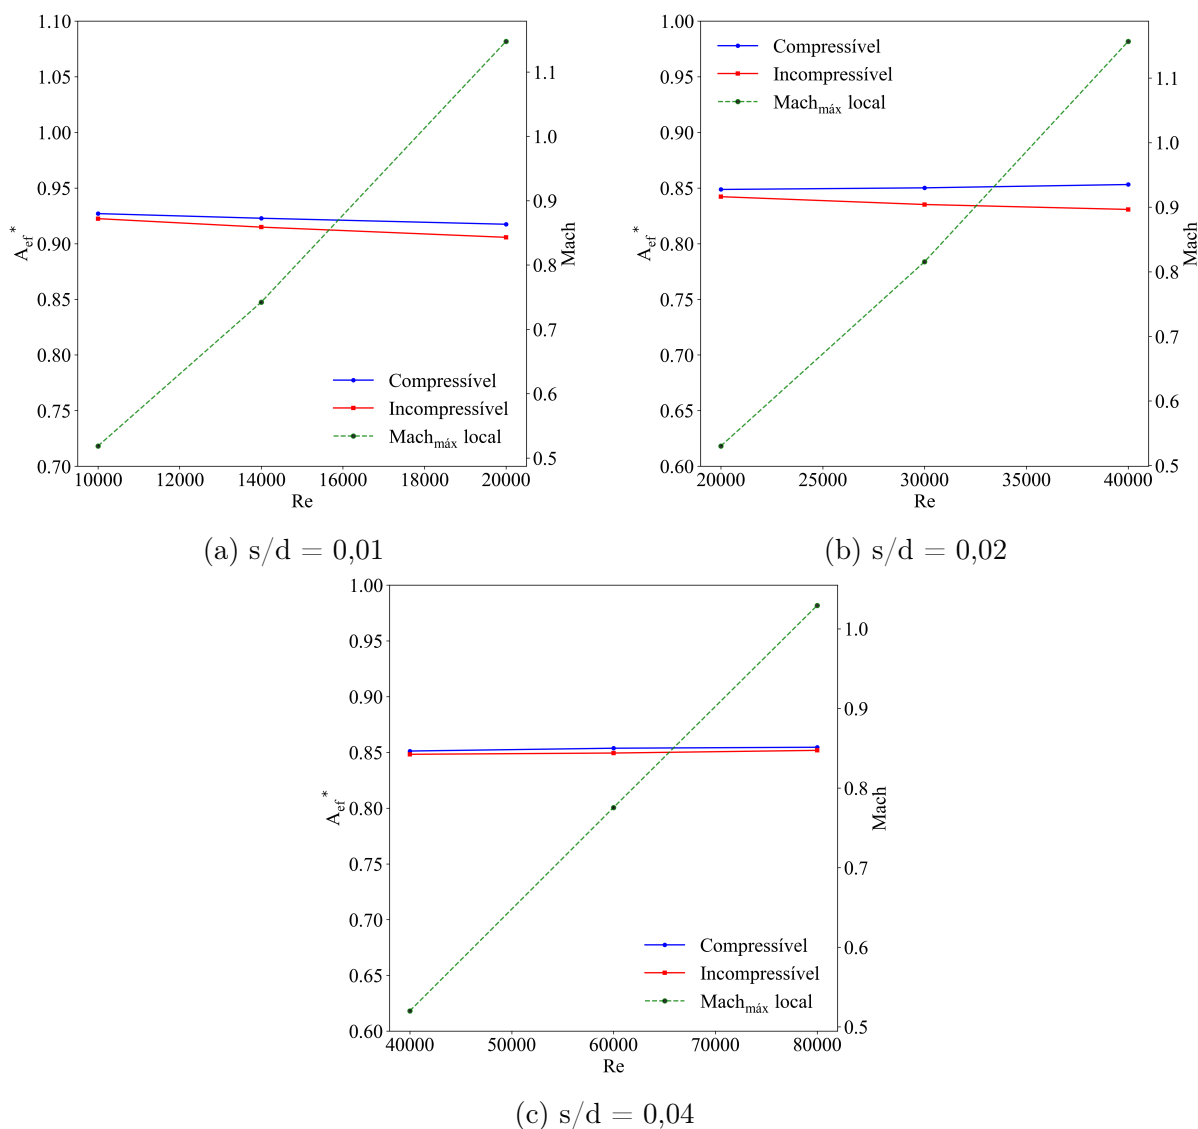 1.10
1.05
1.00
0.95
0.90
0.85
0.80
0.75
0.70
A_ef*
1.1
1.0
0.9
0.8
0.7
0.6
0.5
Mach
Compressível
Incompressível
Mach_máx local
10000 12000 14000 16000 18000 20000
Re
(a) s/d = 0,01
1.00
0.95
0.90
0.85
0.80
0.75
0.70
0.65
0.60
A_ef*
Compressível
Incompressível
Mach_máx local
1.1
1.0
0.9
0.8
0.7
0.6
0.5
Mach
20000 25000 30000 35000 40000
Re
(b) s/d = 0,02
1.00
0.95
0.90
0.85
0.80
0.75
0.70
0.65
0.60
A_ef*
1.0
0.9
0.8
0.7
0.6
0.5
Mach
Compressível
Incompressível
Mach_máx local
40000 50000 60000 70000 80000
Re
(c) s/d = 0,04